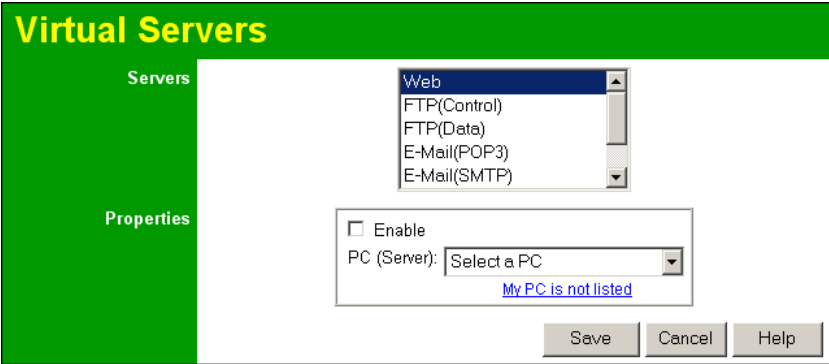 Virtual Servers
Servers
Web
FTP(Control)
FTP(Data)
E-Mail(POP3)
E-Mail(SMTP)
Properties
Enable
PC (Server): Select a PC
My PC is not listed
Save Cancel Help